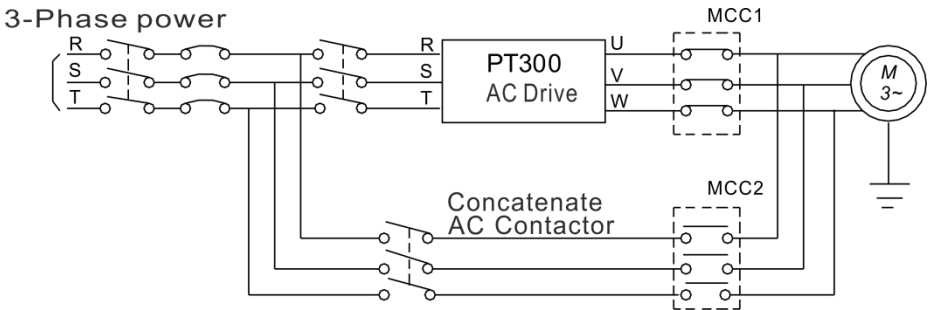 3-Phase power
MCC1
R
R
U
S
S
PT300
V
M
T
T
AC Drive
W
3~
MCC2
Concatenate
AC Contactor